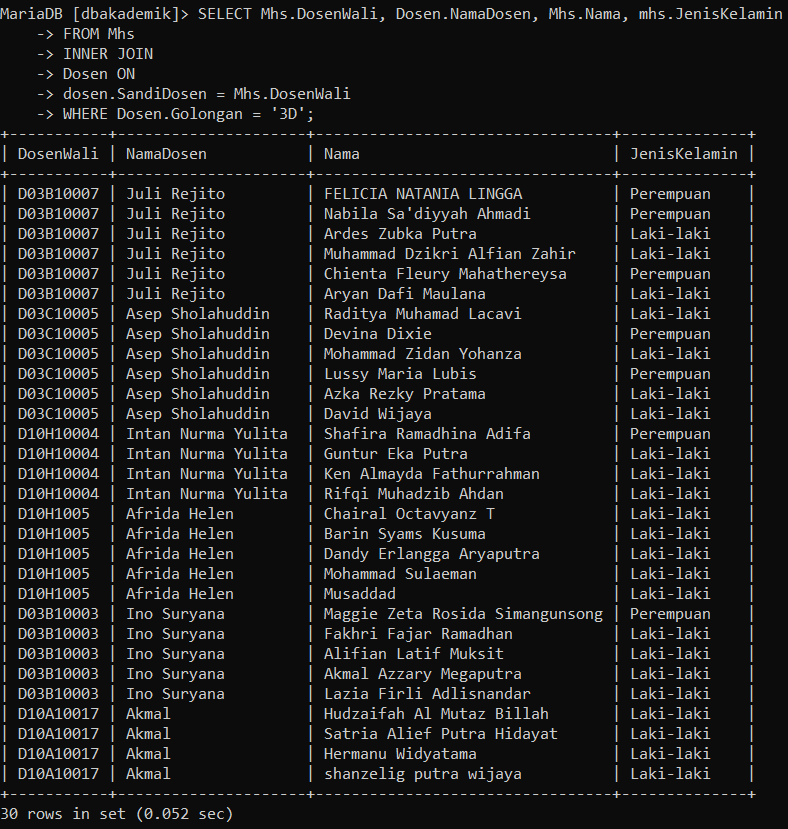 MariaDB [dbakademik]> SELECT Mhs.DosenWali, Dosen.NamaDosen, Mhs.Nama, mhs.JenisKelamin
    -> FROM Mhs
    -> INNER JOIN
    -> Dosen ON
    -> dosen.SandiDosen = Mhs.DosenWali
    -> WHERE Dosen.Golongan = '3D';
+-----------+---------------------+---------------------------------+--------------+
| DosenWali | NamaDosen           | Nama                            | JenisKelamin |
+-----------+---------------------+---------------------------------+--------------+
| D03B10007 | Juli Rejito         | FELICIA NATANIA LINGGA          | Perempuan    |
| D03B10007 | Juli Rejito         | Nabila Sa'diyyah Ahmadi         | Perempuan    |
| D03B10007 | Juli Rejito         | Ardes Zubka Putra               | Laki-laki    |
| D03B10007 | Juli Rejito         | Muhammad Dzikri Alfian Zahir    | Laki-laki    |
| D03B10007 | Juli Rejito         | Chienta Fleury Mahathereysa     | Perempuan    |
| D03B10007 | Juli Rejito         | Aryan Dafi Maulana              | Laki-laki    |
| D03C10005 | Asep Sholahuddin    | Raditya Muhamad Lacavi          | Laki-laki    |
| D03C10005 | Asep Sholahuddin    | Devina Dixie                    | Perempuan    |
| D03C10005 | Asep Sholahuddin    | Mohammad Zidan Yohanza          | Laki-laki    |
| D03C10005 | Asep Sholahuddin    | Lussy Maria Lubis               | Perempuan    |
| D03C10005 | Asep Sholahuddin    | Azka Rezky Pratama              | Laki-laki    |
| D03C10005 | Asep Sholahuddin    | David Wijaya                    | Laki-laki    |
| D10H10004 | Intan Nurma Yulita  | Shafira Ramadhina Adifa         | Perempuan    |
| D10H10004 | Intan Nurma Yulita  | Guntur Eka Putra                | Laki-laki    |
| D10H10004 | Intan Nurma Yulita  | Ken Almayda Fathurrahman        | Laki-laki    |
| D10H10004 | Intan Nurma Yulita  | Rifqi Muhadzib Ahdan            | Laki-laki    |
| D10H1005  | Afrida Helen        | Chairal Octavyanz T             | Laki-laki    |
| D10H1005  | Afrida Helen        | Barin Syams Kusuma              | Laki-laki    |
| D10H1005  | Afrida Helen        | Dandy Erlangga Aryaputra        | Laki-laki    |
| D10H1005  | Afrida Helen        | Mohammad Sulaeman               | Laki-laki    |
| D10H1005  | Afrida Helen        | Musaddad                        | Laki-laki    |
| D03B10003 | Ino Suryana         | Maggie Zeta Rosida Simangunsong | Perempuan    |
| D03B10003 | Ino Suryana         | Fakhri Fajar Ramadhan           | Laki-laki    |
| D03B10003 | Ino Suryana         | Alifian Latif Muksit            | Laki-laki    |
| D03B10003 | Ino Suryana         | Akmal Azzary Megaputra          | Laki-laki    |
| D03B10003 | Ino Suryana         | Lazia Firli Adlisnandar         | Laki-laki    |
| D10A10017 | Akmal               | Hudzaifah Al Mutaz Billah       | Laki-laki    |
| D10A10017 | Akmal               | Satria Alief Putra Hidayat      | Laki-laki    |
| D10A10017 | Akmal               | Hermanu Widyatama               | Laki-laki    |
| D10A10017 | Akmal               | shanzelig putra wijaya          | Laki-laki    |
+-----------+---------------------+---------------------------------+--------------+
30 rows in set (0.052 sec)